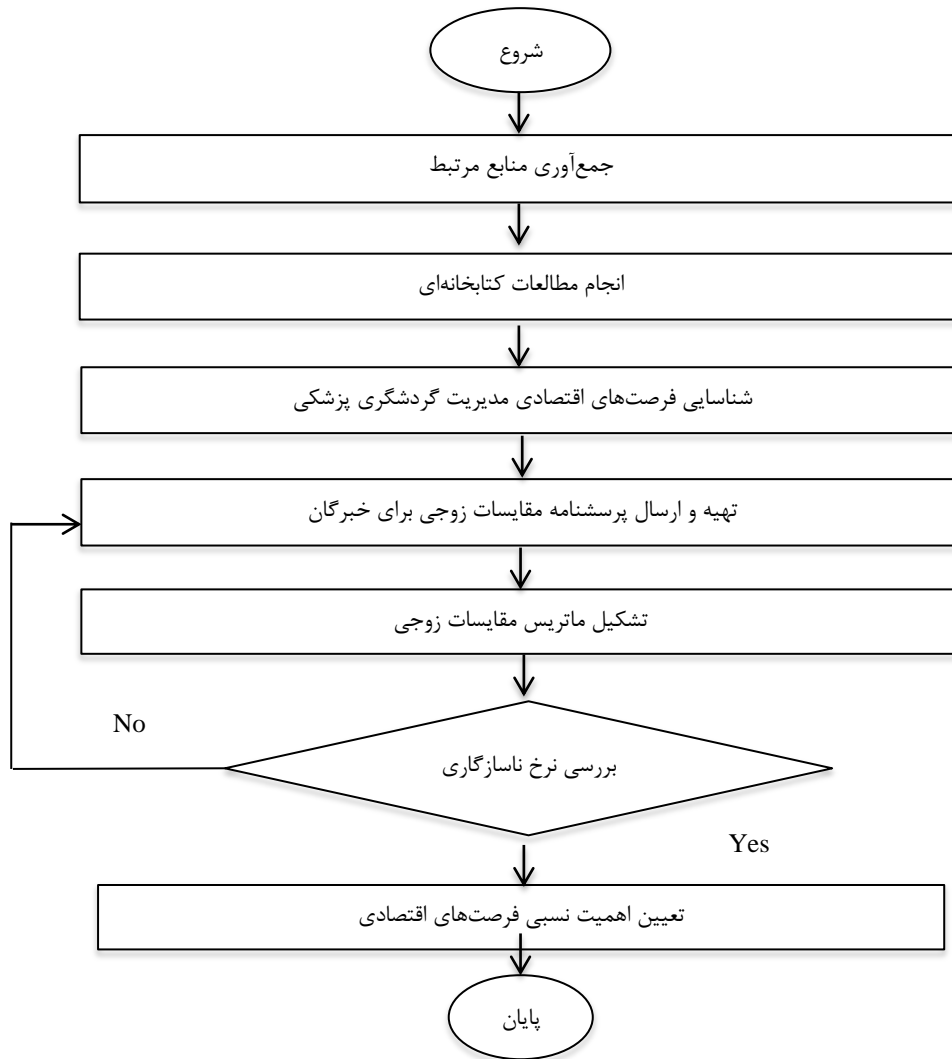 شروع
جمع‌آوری منابع مرتبط
انجام مطالعات کتابخانه‌ای
شناسایی فرصت‌های اقتصادی مدیریت گردشگری پزشکی
تهیه و ارسال پرسشنامه مقایسات زوجی برای خبرگان
تشکیل ماتریس مقایسات زوجی
No
بررسی نرخ ناسازگاری
Yes
تعیین اهمیت نسبی فرصت‌های اقتصادی
پایان